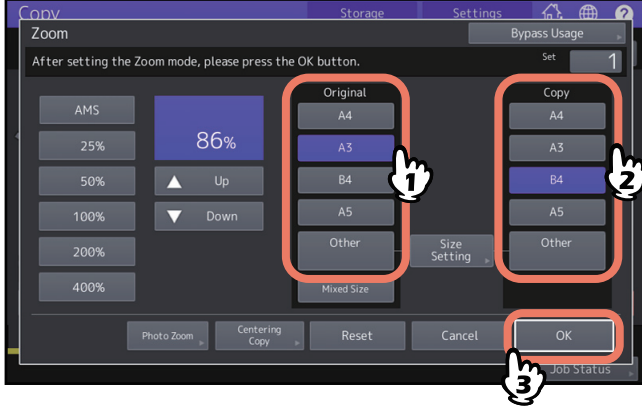 Copy
Storage
Settings
?
Zoom
Bypass Usage
After setting the Zoom mode, please press the OK button.
Set
1
Original
Copy
AMS
25%
50%
100%
200%
400%
86%
Up
Down
A4
A3
B4
A5
Other
Mixed Size
1
Size
Setting
A4
A3
B4
A5
Other
2
Photo Zoom
Centering
Copy
Reset
Cancel
OK
3
Job Status